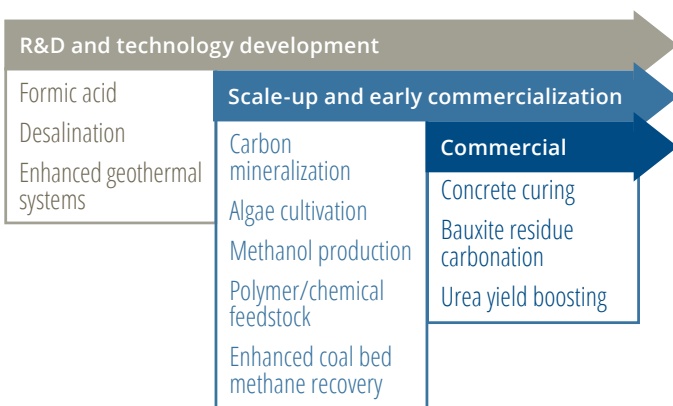 R&D and technology development
Formic acid
Desalination
Enhanced geothermal
systems
Scale-up and early commercialization
Carbon
mineralization
Algae cultivation
Methanol production
Polymer/chemical
feedstock
Enhanced coal bed
methane recovery
Commercial
Concrete curing
Bauxite residue
carbonation
Urea yield boosting